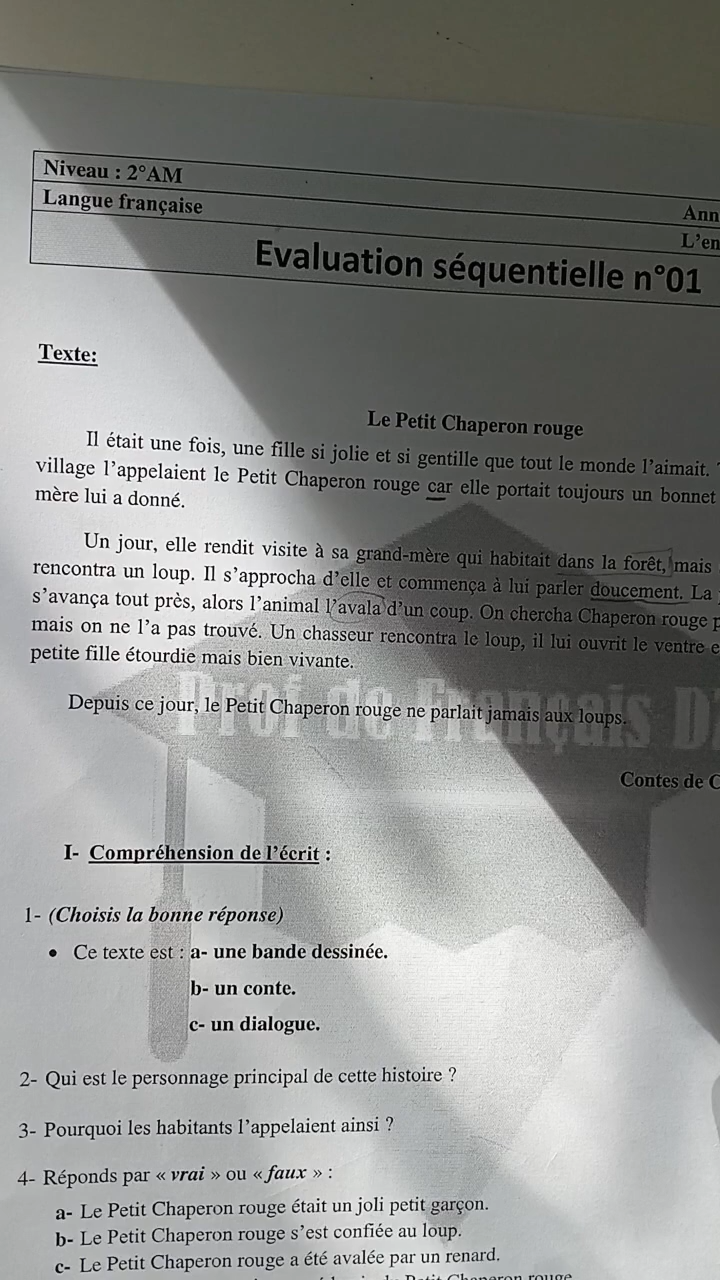 Niveau : 2°AM
Ann
Langue française
L'en
Evaluation séquentielle n°01
Texte:
Le Petit Chaperon rouge
Il était une fois, une fille si jolie et si gentille que tout le monde l'aimait.
village l'appelaient le Petit Chaperon rouge car elle portait toujours un bonnet
mère lui a donné.
Un jour, elle rendit visite à sa grand-mère qui habitait dans la forêt, mais
rencontra un loup. Il s'approcha d'elle et commença à lui parler doucement. La
s'avança tout près, alors l'animal l'avala d'un coup. On chercha Chaperon rouge p
mais on ne l'a pas trouvé. Un chasseur rencontra le loup, il lui ouvrit le ventre e
petite fille étourdie mais bien vivante.
Depuis ce jour, le Petit Chaperon rouge ne parlait jamais aux loups.
Prof de Français D
Contes de C
I- Compréhension de l'écrit :
1- (Choisis la bonne réponse)
• Ce texte est : a- une bande dessinée.
b- un conte.
c- un dialogue.
2- Qui est le personnage principal de cette histoire ?
3- Pourquoi les habitants l'appelaient ainsi ?
4- Réponds par « vrai » ou « faux » :
a- Le Petit Chaperon rouge était un joli petit garçon.
b- Le Petit Chaperon rouge s'est confiée au loup.
c- Le Petit Chaperon rouge a été avalée par un renard.
Petit Chaperon rouge